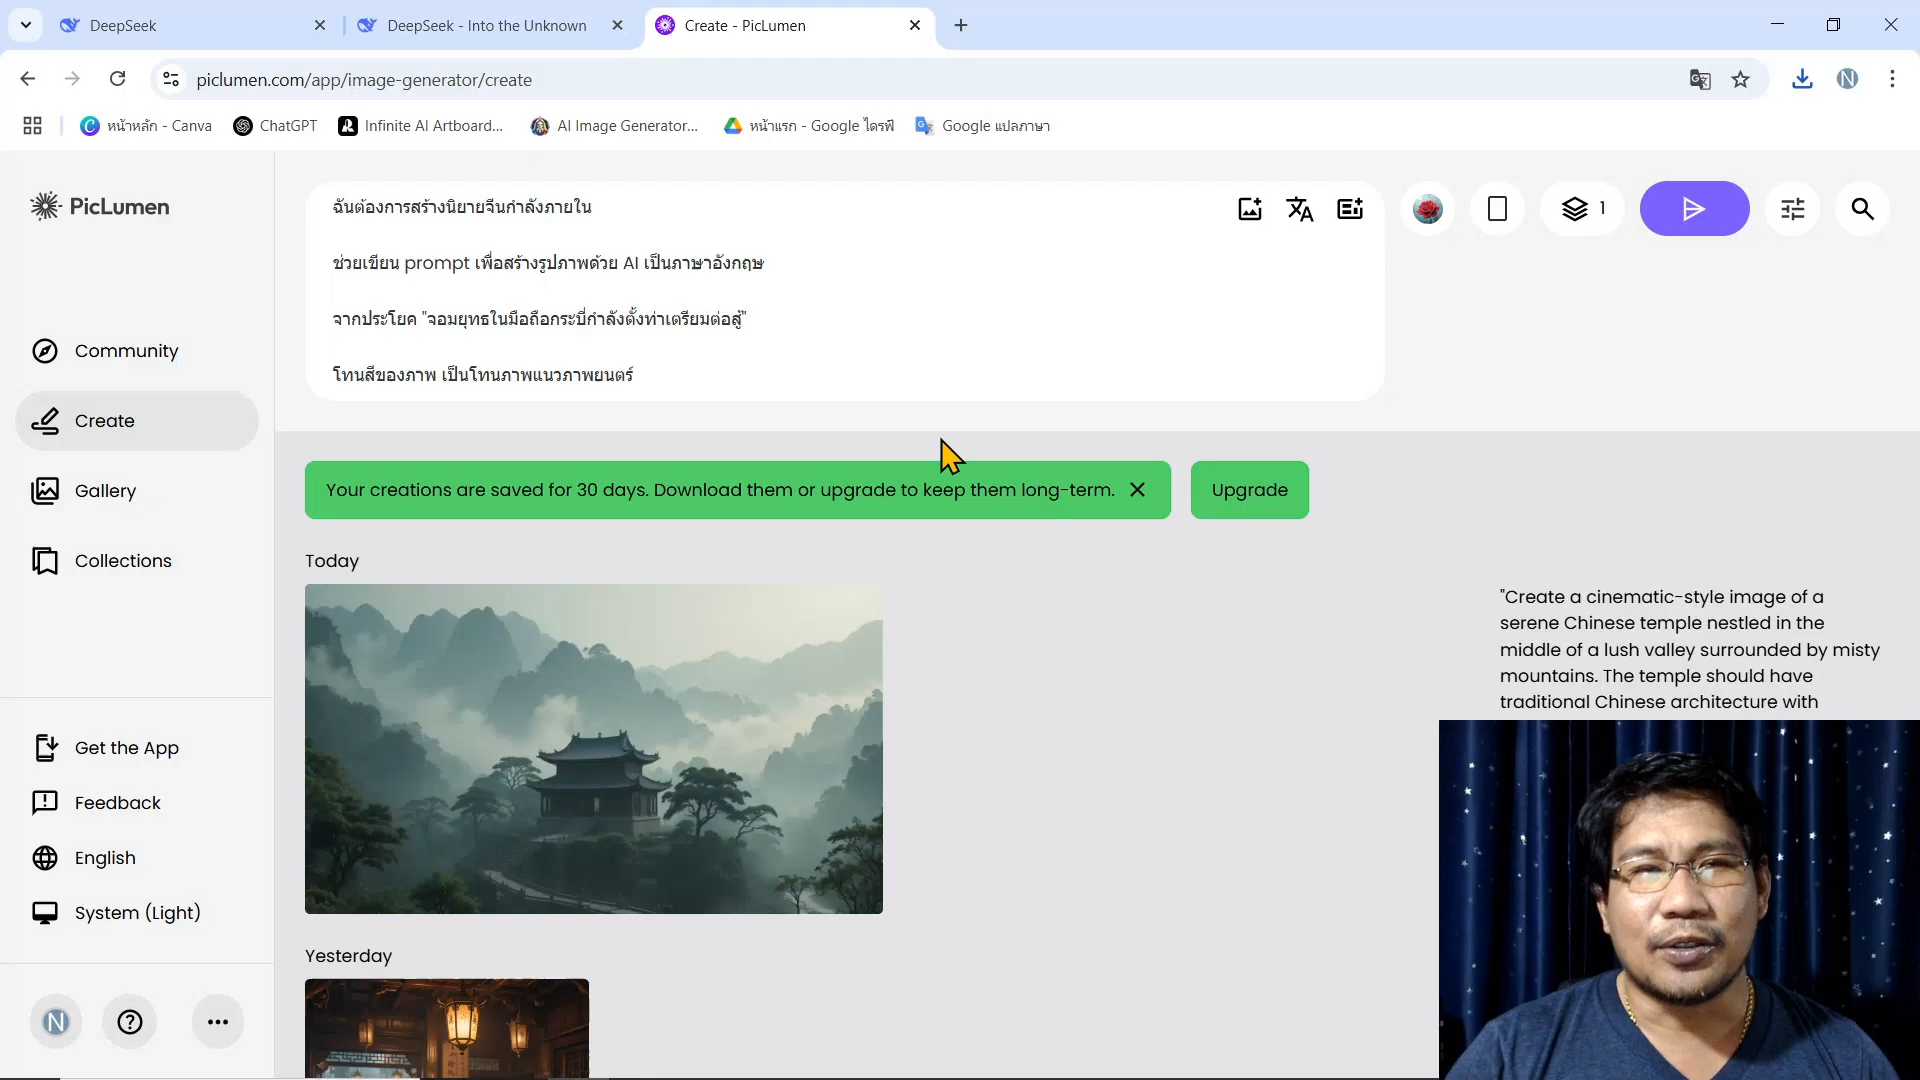 DeepSeek
DeepSeek - Into the Unknown
Create - PicLumen
piclumen.com/app/image-generator/create
หน้าหลัก - Canva
ChatGPT
Infinite AI Artboard...
AI Image Generator...
หน้าแรก - Google ไดรฟ์
Google แปลภาษา
PicLumen
ฉันต้องการสร้างนิยายจีนกำลังภายใน
ช่วยเขียน prompt เพื่อสร้างรูปภาพด้วย AI เป็นภาษาอังกฤษ
จากประโยค "จอมยุทธในมือถือกระบี่กำลังตั้งท่าเตรียมต่อสู้"
โทนสีของภาพ เป็นโทนภาพแนวภาพยนตร์
1
Community
Create
Gallery
Collections
Your creations are saved for 30 days. Download them or upgrade to keep them long-term.
Upgrade
Today
"Create a cinematic-style image of a
serene Chinese temple nestled in the
middle of a lush valley surrounded by misty
mountains. The temple should have
traditional Chinese architecture with
Get the App
Feedback
English
System (Light)
Yesterday
N
N